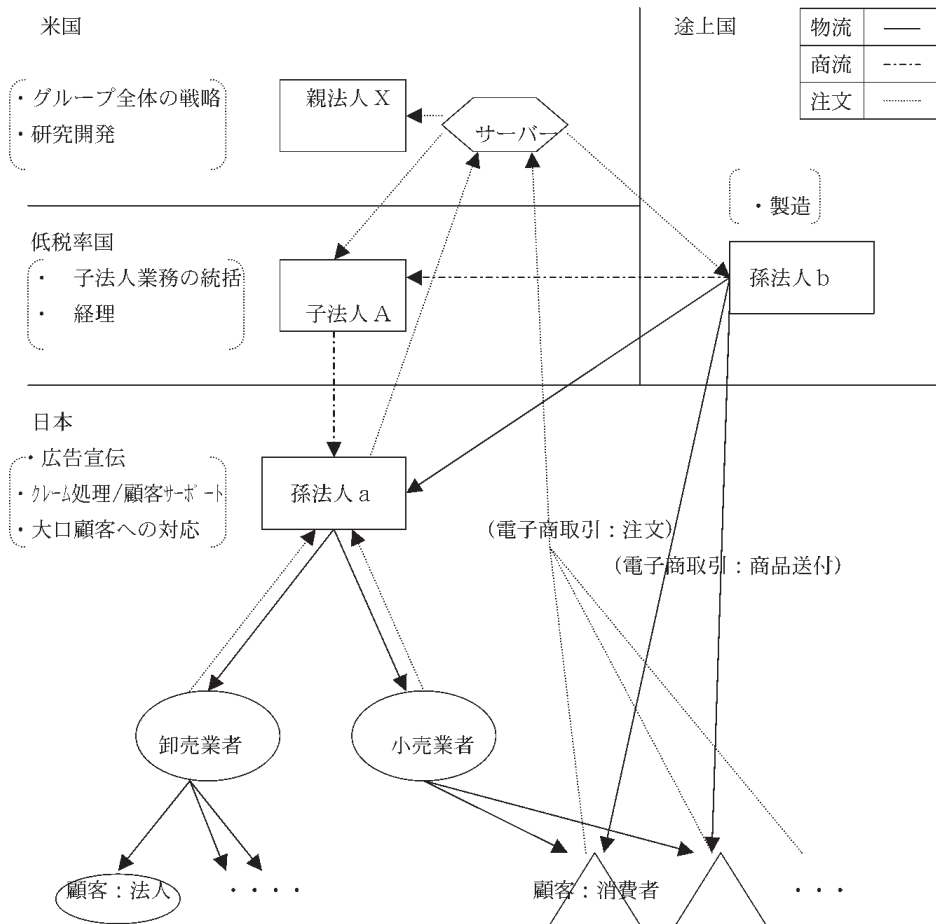 米国
途上国
物流
商流
注文
・グループ全体の戦略
・研究開発
親法人X
サーバー
・製造
低税率国
・　子法人業務の統括
・　経理
子法人A
孫法人b
日本
・広告宣伝
・クレーム処理/顧客サポート
・大口顧客への対応
孫法人a
(電子商取引：注文)
(電子商取引：商品送付)
卸売業者
小売業者
顧客：法人
・・・・
顧客：消費者
・・・